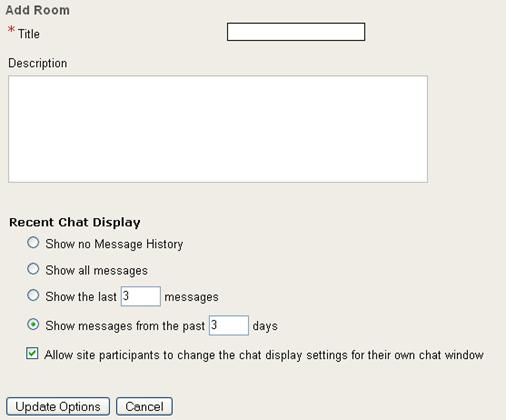 Add Room
* Title
Description
Recent Chat Display
Show no Message History
Show all messages
Show the last 3 messages
Show messages from the past 3 days
Allow site participants to change the chat display settings for their own chat window
Update Options Cancel